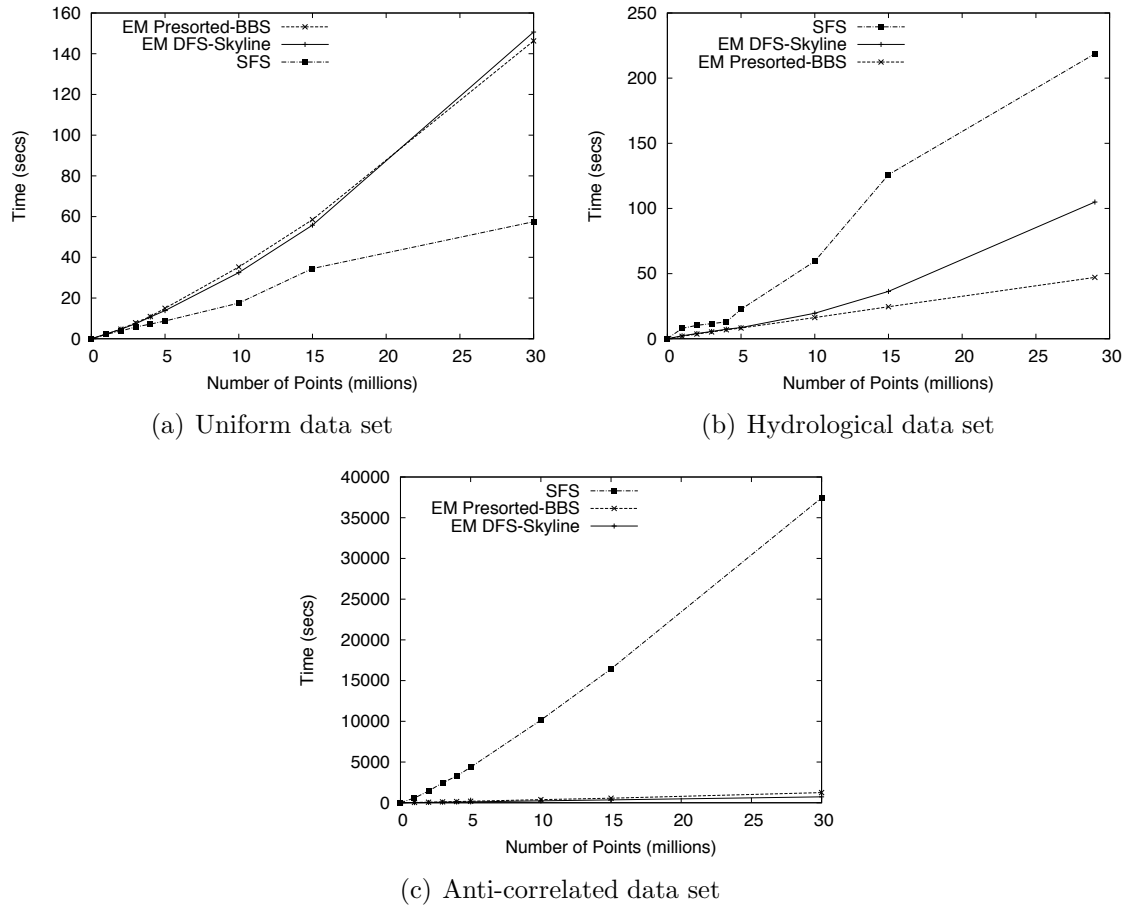 160
140
120
100
80
60
40
20
0
Time (secs)
EM Presorted-BBS
EM DFS-Skyline
SFS
0 5 10 15 20 25 30
Number of Points (millions)
(a) Uniform data set
250
200
150
100
50
0
Time (secs)
SFS
EM DFS-Skyline
EM Presorted-BBS
0 5 10 15 20 25 30
Number of Points (millions)
(b) Hydrological data set
40000
35000
30000
25000
20000
15000
10000
5000
0
Time (secs)
SFS
EM Presorted-BBS
EM DFS-Skyline
0 5 10 15 20 25 30
Number of Points (millions)
(c) Anti-correlated data set